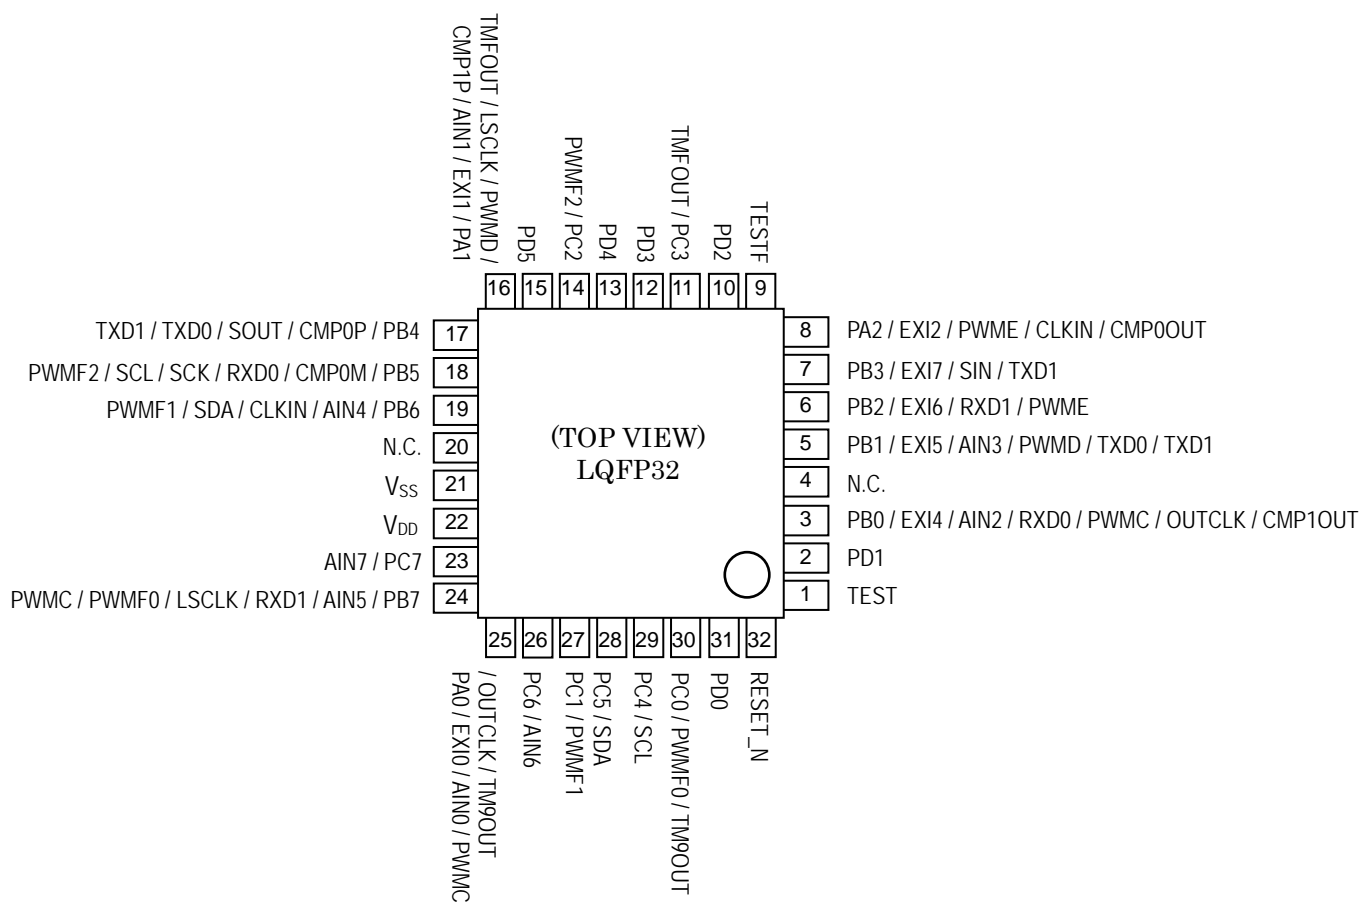 TMFOUT / LSCLK / PWMD /
CMP1P / AIN1 / EXI1 / PA1
PD5
PWMF2 / PC2
PD4
PD3
TMFOUT / PC3
PD2
TESTF
16 15 14 13 12 11 10 9
TXD1 / TXD0 / SOUT / CMP0P / PB4 17
PWMF2 / SCL / SCK / RXD0 / CMP0M / PB5 18
PWMF1 / SDA / CLKIN / AIN4 / PB6 19
N.C. 20
VSS 21
VDD 22
AIN7 / PC7 23
PWMC / PWMF0 / LSCLK / RXD1 / AIN5 / PB7 24
(TOP VIEW)
LQFP32
8 PA2 / EXI2 / PWME / CLKIN / CMP0OUT
7 PB3 / EXI7 / SIN / TXD1
6 PB2 / EXI6 / RXD1 / PWME
5 PB1 / EXI5 / AIN3 / PWMD / TXD0 / TXD1
4 N.C.
3 PB0 / EXI4 / AIN2 / RXD0 / PWMC / OUTCLK / CMP1OUT
2 PD1
1 TEST
25 26 27 28 29 30 31 32
PA0 / EXI0 / AIN0 / PWMC
/ OUTCLK / TM9OUT
PC6 / AIN6
PC1 / PWMF1
PC5 / SDA
PC4 / SCL
PC0 / PWMF0 / TM9OUT
PD0
RESET_N